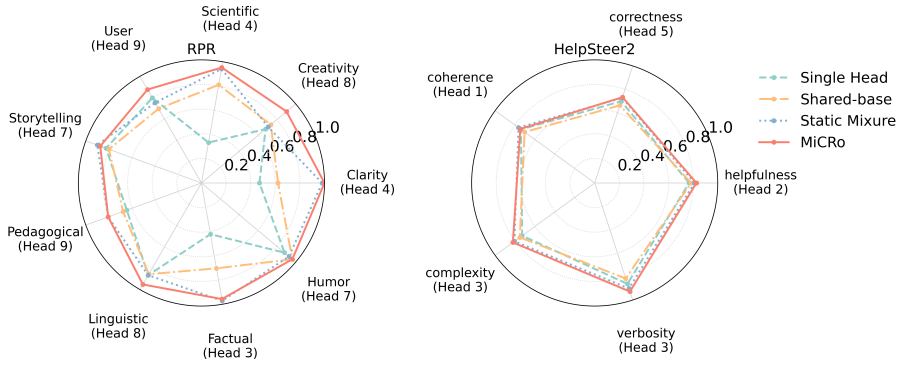 RPR
Scientific
(Head 4)
User
(Head 9)
Creativity
(Head 8)
Storytelling
(Head 7)
Clarity
(Head 4)
Pedagogical
(Head 9)
Humor
(Head 7)
Linguistic
(Head 8)
Factual
(Head 3)
0.2
0.4
0.6
0.8
1.0
HelpSteer2
correctness
(Head 5)
coherence
(Head 1)
helpfulness
(Head 2)
complexity
(Head 3)
verbosity
(Head 3)
0.2
0.4
0.6
0.8
1.0
Single Head
Shared-base
Static Mixure
MiCRo